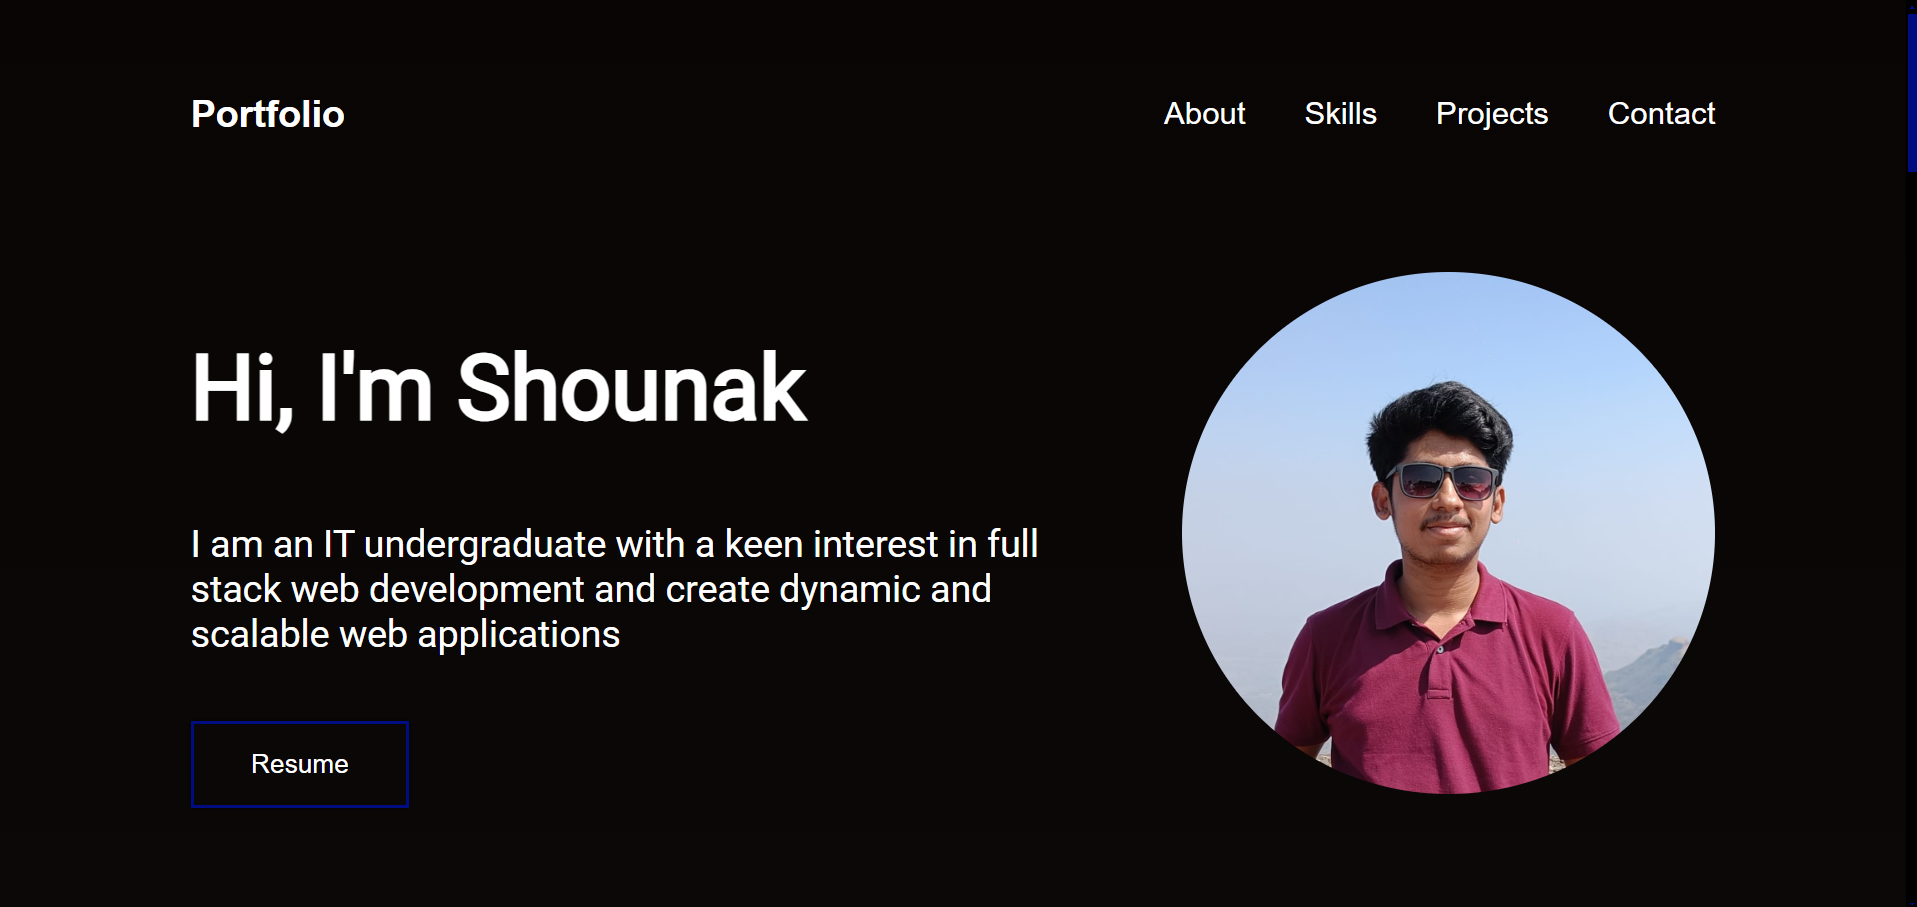 Portfolio
About Skills Projects Contact
Hi, I'm Shounak
I am an IT undergraduate with a keen interest in full
stack web development and create dynamic and
scalable web applications
Resume